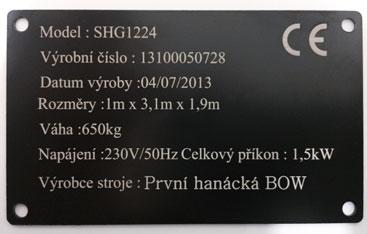 Model : SHG1224
CE
Výrobní číslo : 13100050728
Datum výroby :04/07/2013
Rozměry :1m x 3,1m x 1,9m
Váha :650kg
Napájení :230V/50Hz Celkový příkon : 1,5kW
Výrobce stroje : První hanácká BOW